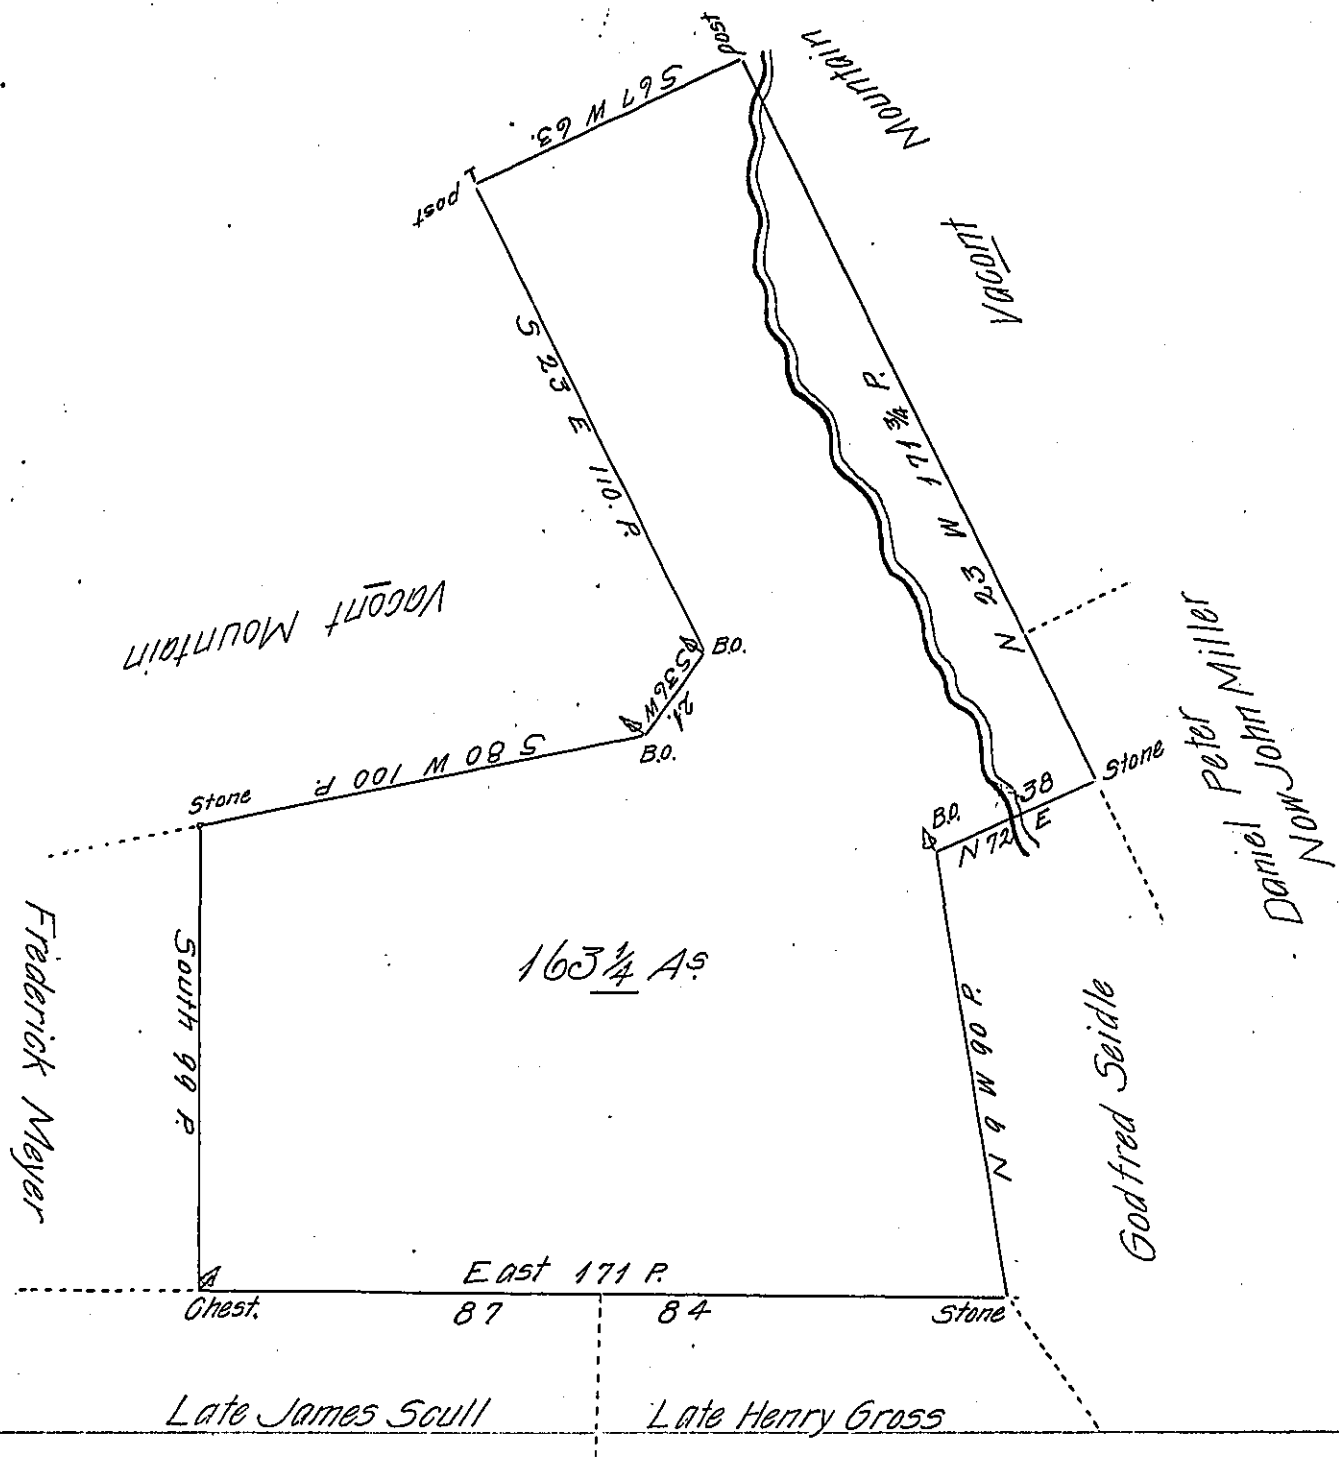 post
Mountain
S 67 W 63.
post
Vacant
S 23 E 110. P.
N 23 W 171 3/4 P.
Vacant Mountain
B.O.
S 36 W
21.
B.O.
S 80 W 100 P.
Stone
Stone
Daniel Peter
Now John Miller
38
B.O.
N 72 E
Frederick Meyer
South 99 P.
163 1/4 As
N 9 W 90 P.
Godfred Seidle
East 171 P.
Chest.
87
84
Stone
Late James Scull
Late Henry Gross